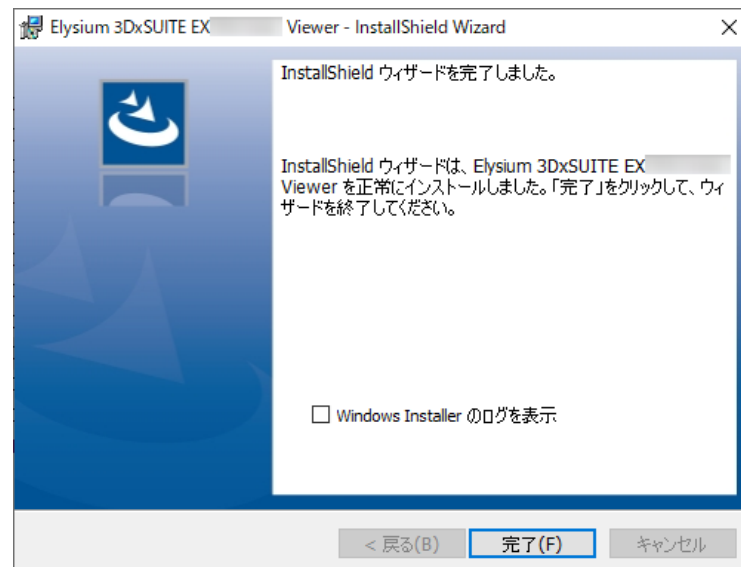 Elysium 3DxSUITE EX Viewer - InstallShield Wizard
InstallShield ウィザードを完了しました。
InstallShield ウィザードは、Elysium 3DxSUITE EX
Viewer を正常にインストールしました。「完了」をクリックして、ウィ
ザードを終了してください。
Windows Installer のログを表示
< 戻る(B)
完了(F)
キャンセル